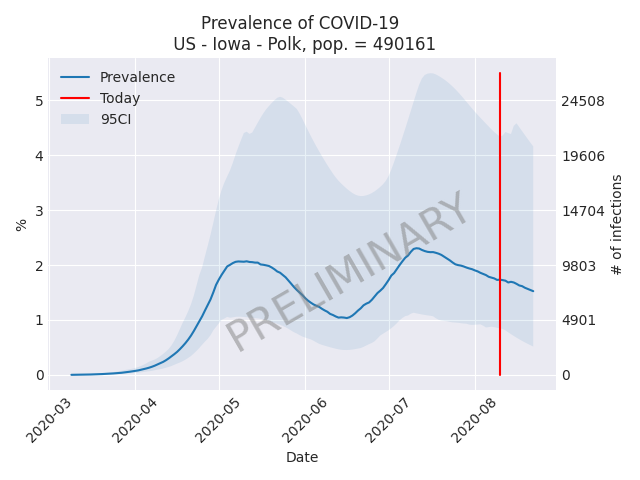 Prevalence of COVID-19
US - Iowa - Polk, pop. = 490161
Prevalence
Today
95CI
5
4
3
2
1
0
%
24508
19606
14704
9803
4901
0
# of infections
PRELIMINARY
2020-03
2020-04
2020-05
2020-06
2020-07
2020-08
Date